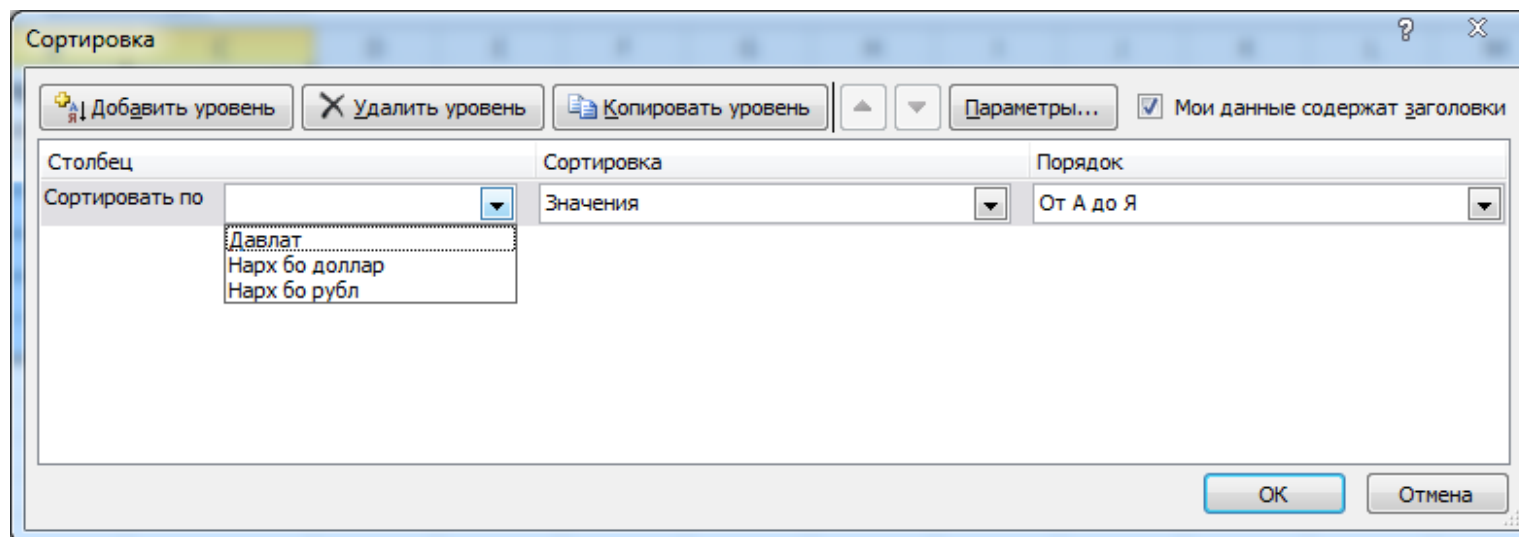 Сортировка
Добавить уровень Удалить уровень Копировать уровень Параметры... Мои данные содержат заголовки
Столбец Сортировка Порядок
Сортировать по Значения От А до Я
Давлат
Нарх бо доллар
Нарх бо рубл
ОК Отмена